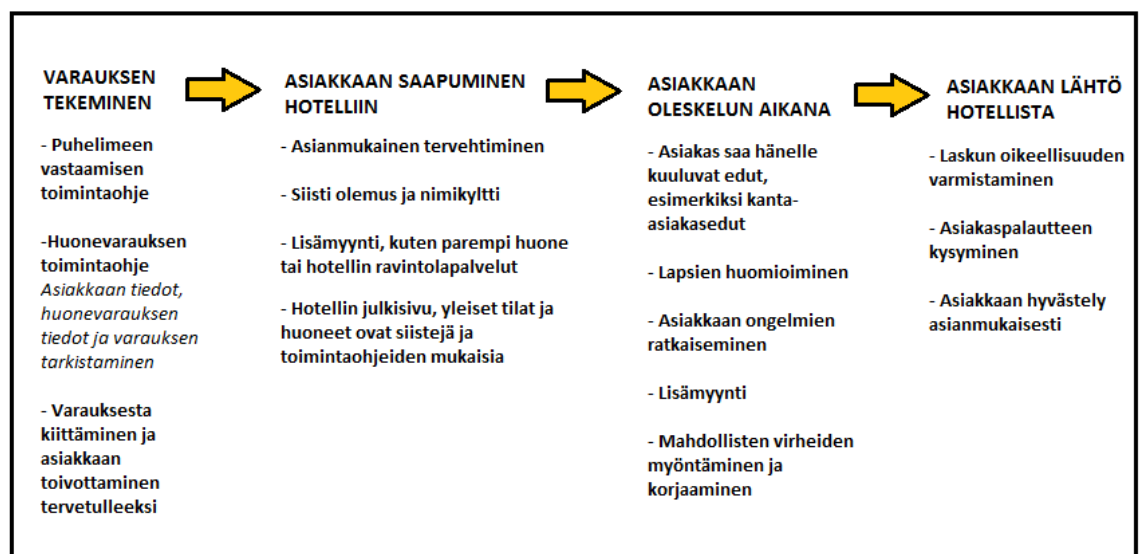 VARAUKSEN
TEKEMINEN
- Puhelimeen
vastaamisen
toimintaohje
-Huonevarauksen
toimintaohje
Asiakkaan tiedot,
huonevarauksen
tiedot ja varauksen
tarkistaminen
- Varauksesta
kiittäminen ja
asiakkaan
toivottaminen
tervetulleeksi
ASIAKKAAN SAAPUMINEN
HOTELLIIN
- Asianmukainen tervehtiminen
- Siisti olemus ja nimikyltti
- Lisämyynti, kuten parempi huone
tai hotellin ravintolapalvelut
- Hotellin julkisivu, yleiset tilat ja
huoneet ovat siistejä ja
toimintaohjeiden mukaisia
ASIAKKAAN
OLESKELUN AIKANA
- Asiakas saa hänelle
kuuluvat edut,
esimerkiksi kanta-
asiakasedut
- Lapsien huomioiminen
- Asiakkaan ongelmien
ratkaiseminen
- Lisämyynti
- Mahdollisten virheiden
myöntäminen ja
korjaaminen
ASIAKKAAN LÄHTÖ
HOTELLISTA
- Laskun oikeellisuuden
varmistaminen
- Asiakaspalautteen
kysyminen
- Asiakkaan hyvästely
asianmukaisesti